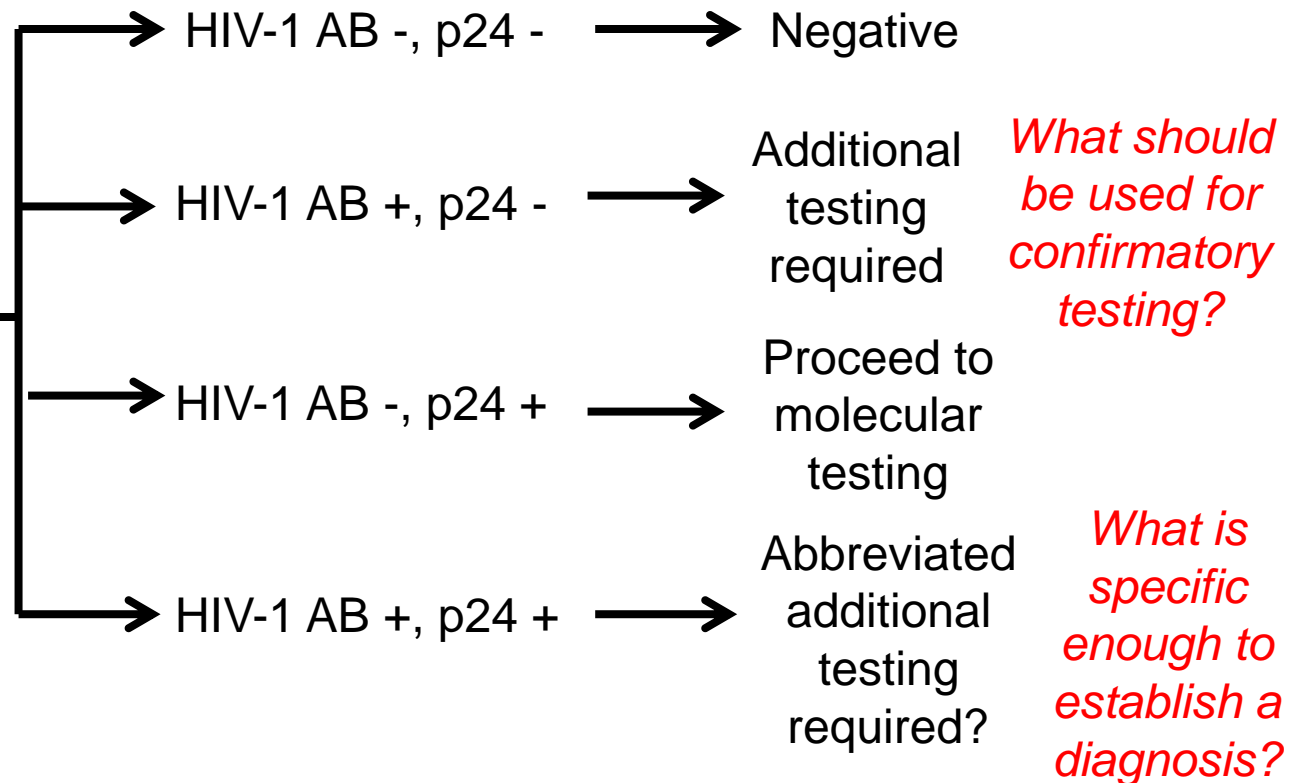 HIV-1 AB -, p24 -
Negative
HIV-1 AB +, p24 -
Additional
testing
required
What should
be used for
confirmatory
testing?
HIV-1 AB -, p24 +
Proceed to
molecular
testing
HIV-1 AB +, p24 +
Abbreviated
additional
testing
required?
What is
specific
enough to
establish a
diagnosis?